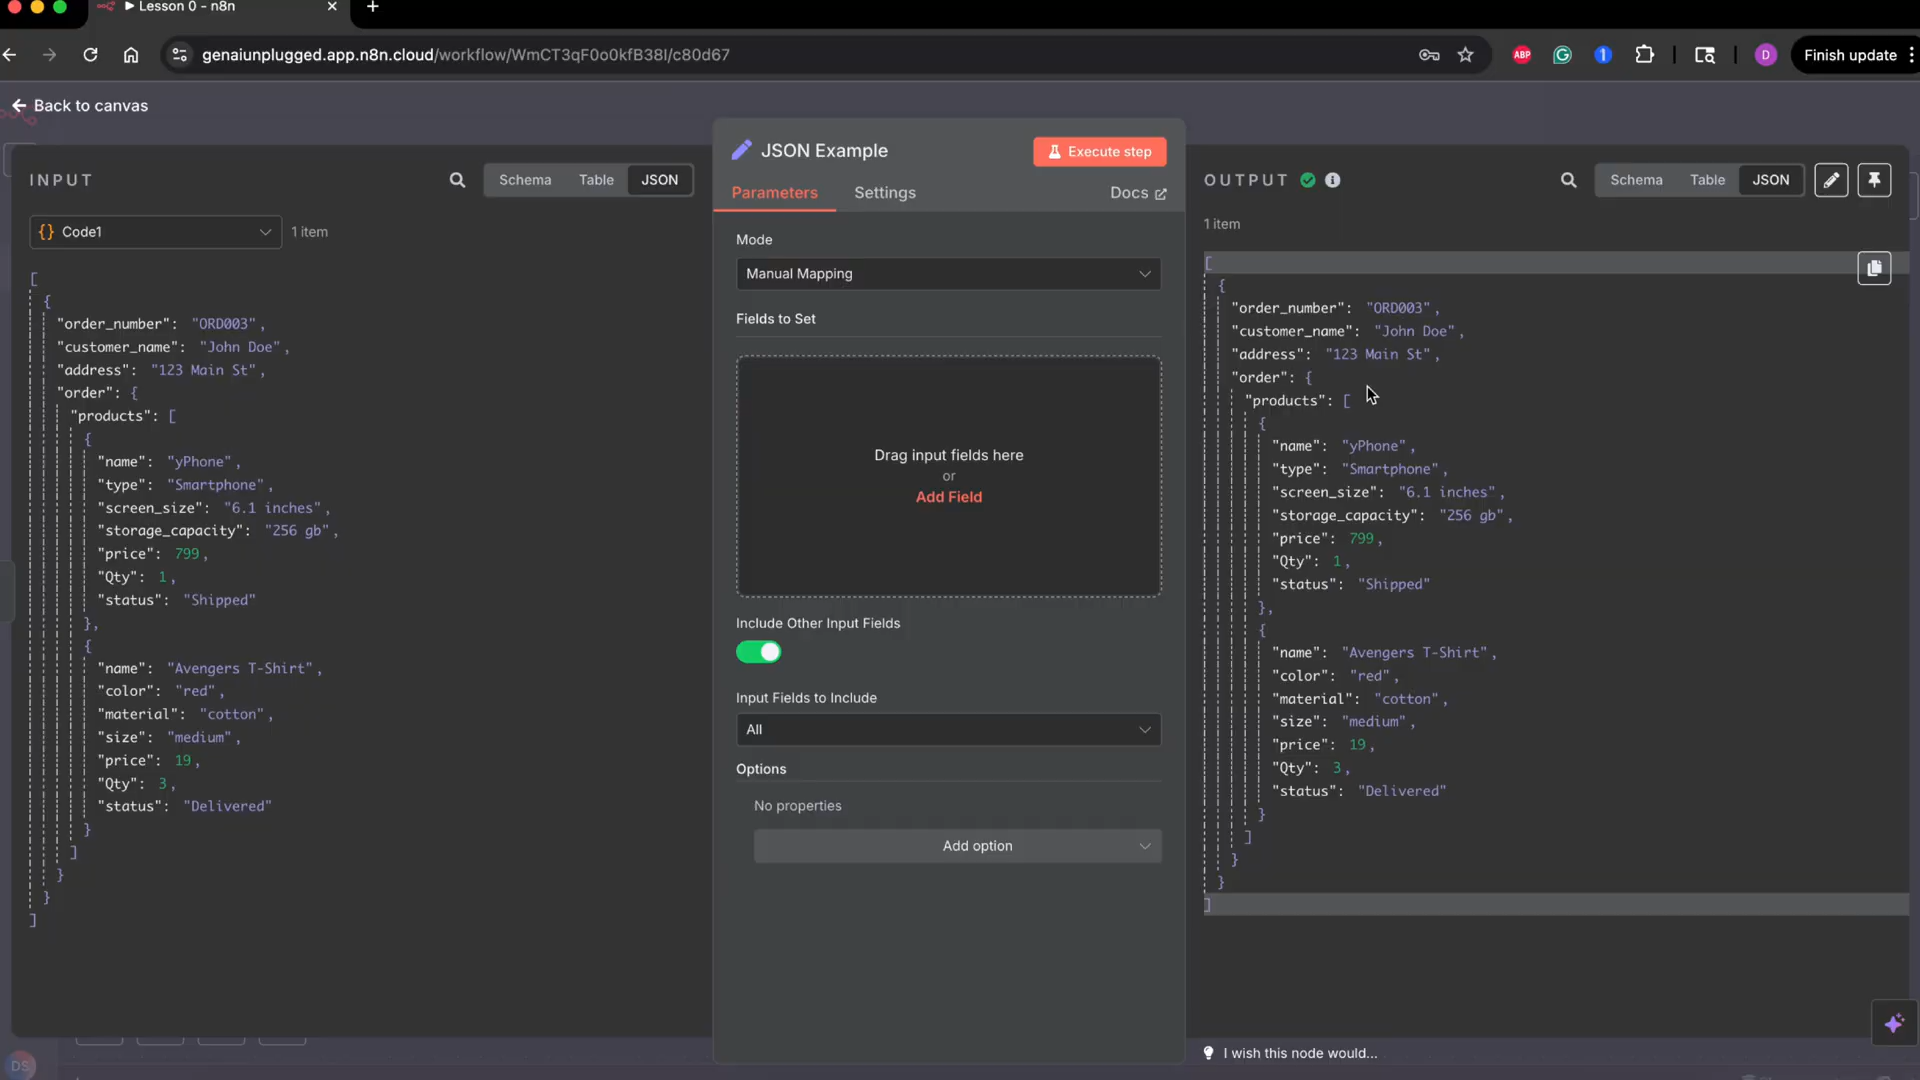 Lesson 0 - n8n
genaiunplugged.app.n8n.cloud/workflow/WmCT3qF0o0kfB38I/c80d67
ABP
1
D
Finish update
Back to canvas
INPUT
Schema
Table
JSON
{} Code1
1 item
[
{
"order_number": "ORD003",
"customer_name": "John Doe",
"address": "123 Main St",
"order": {
"products": [
{
"name": "yPhone",
"type": "Smartphone",
"screen_size": "6.1 inches",
"storage_capacity": "256 gb",
"price": 799,
"Qty": 1,
"status": "Shipped"
},
{
"name": "Avengers T-Shirt",
"color": "red",
"material": "cotton",
"size": "medium",
"price": 19,
"Qty": 3,
"status": "Delivered"
}
]
}
}
]
JSON Example
Execute step
Parameters
Settings
Docs
Mode
Manual Mapping
Fields to Set
Drag input fields here
or
Add Field
Include Other Input Fields
Input Fields to Include
All
Options
No properties
Add option
OUTPUT
Schema
Table
JSON
1 item
[
{
"order_number": "ORD003",
"customer_name": "John Doe",
"address": "123 Main St",
"order": {
"products": [
{
"name": "yPhone",
"type": "Smartphone",
"screen_size": "6.1 inches",
"storage_capacity": "256 gb",
"price": 799,
"Qty": 1,
"status": "Shipped"
},
{
"name": "Avengers T-Shirt",
"color": "red",
"material": "cotton",
"size": "medium",
"price": 19,
"Qty": 3,
"status": "Delivered"
}
]
}
}
]
I wish this node would...
DS